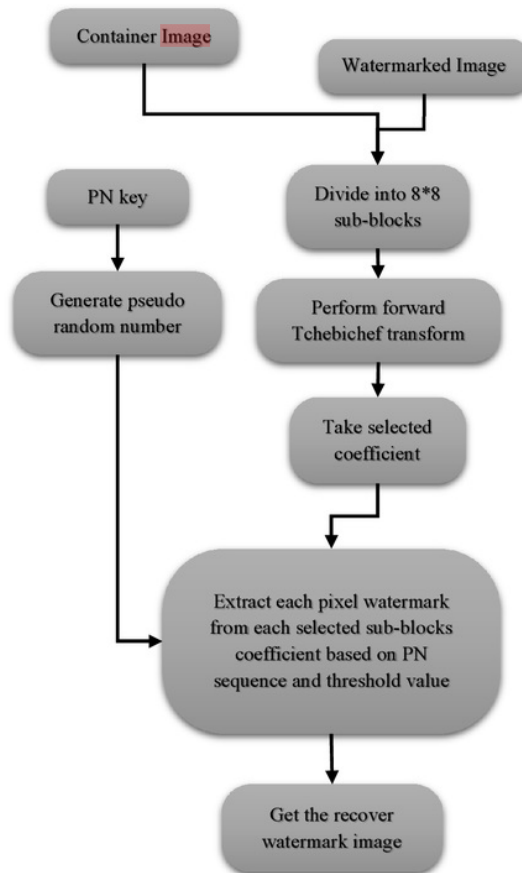 Container Image
Watermarked Image
PN key
Divide into 8*8
sub-blocks
Generate pseudo
random number
Perform forward
Tchebichef transform
Take selected
coefficient
Extract each pixel watermark
from each selected sub-blocks
coefficient based on PN
sequence and threshold value
Get the recover
watermark image